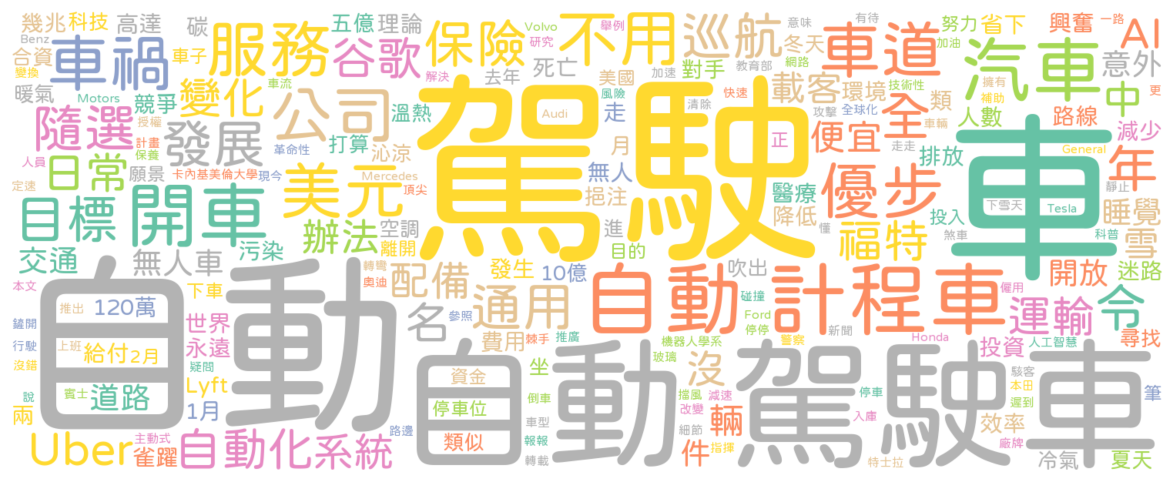 幾兆
科技
高達
碳
五億
理論
Volvo
研究
舉例
保險
不用
巡航
意味
冬天
有待
車道
努力
加油
省下
興奮
一路
AI
Benz
合資
車禍
車子
服務
谷歌
解決
去年
死亡
美國
加速
對手
教育部
網路
技術性
汽車
意外
暖氣
變換
Motors
競爭
變化
車流
公司
溫熱
風險
走
清除
載客
環境
快速
攻擊
全球化
類
擁有
補助
中
更
人數
路線
隨選
授權
計畫
保養
發展
打算
沁涼
革命性
駕駛
Audi
月
無人
正
便宜
走走
車輛
全
排放
General
減少
年
人員
日常
願景
卡內基美倫大學
現今
美元
Mercedes
頂尖
挹注
醫療
優步
車
靜止
定速
目標
開車
辦法
空調
離開
進
目的
降低
懂
福特
投入
下雪天
煞車
Tesla
科普
睡覺
雪
交通
無人車
污染
轉彎
奧迪
配備
發生
10億
吹出
自動計程車
開放
迷路
本文
推出
120萬
下車
自動
名
參照
通用
碰撞
Ford
停停
僱用
運輸
令
鏟開
行駛
上班
給付
2月
世界
永遠
疑問
費用
棘手
推廣
機器人學系
警察
新聞
Honda
投資
人工智慧
尋找
沒錯
賓士
道路
Lyft
資金
坐
沒
玻璃
自動駕駛車
駭客
本田
停車
說
兩
1月
停車位
倒車
擋風
減速
改變
輛
入庫
遲到
筆
Uber
主動式
雀躍
自動化系統
路邊
類似
車型
報報
轉載
細節
件
指揮
特士拉
效率
廠牌
冷氣
夏天